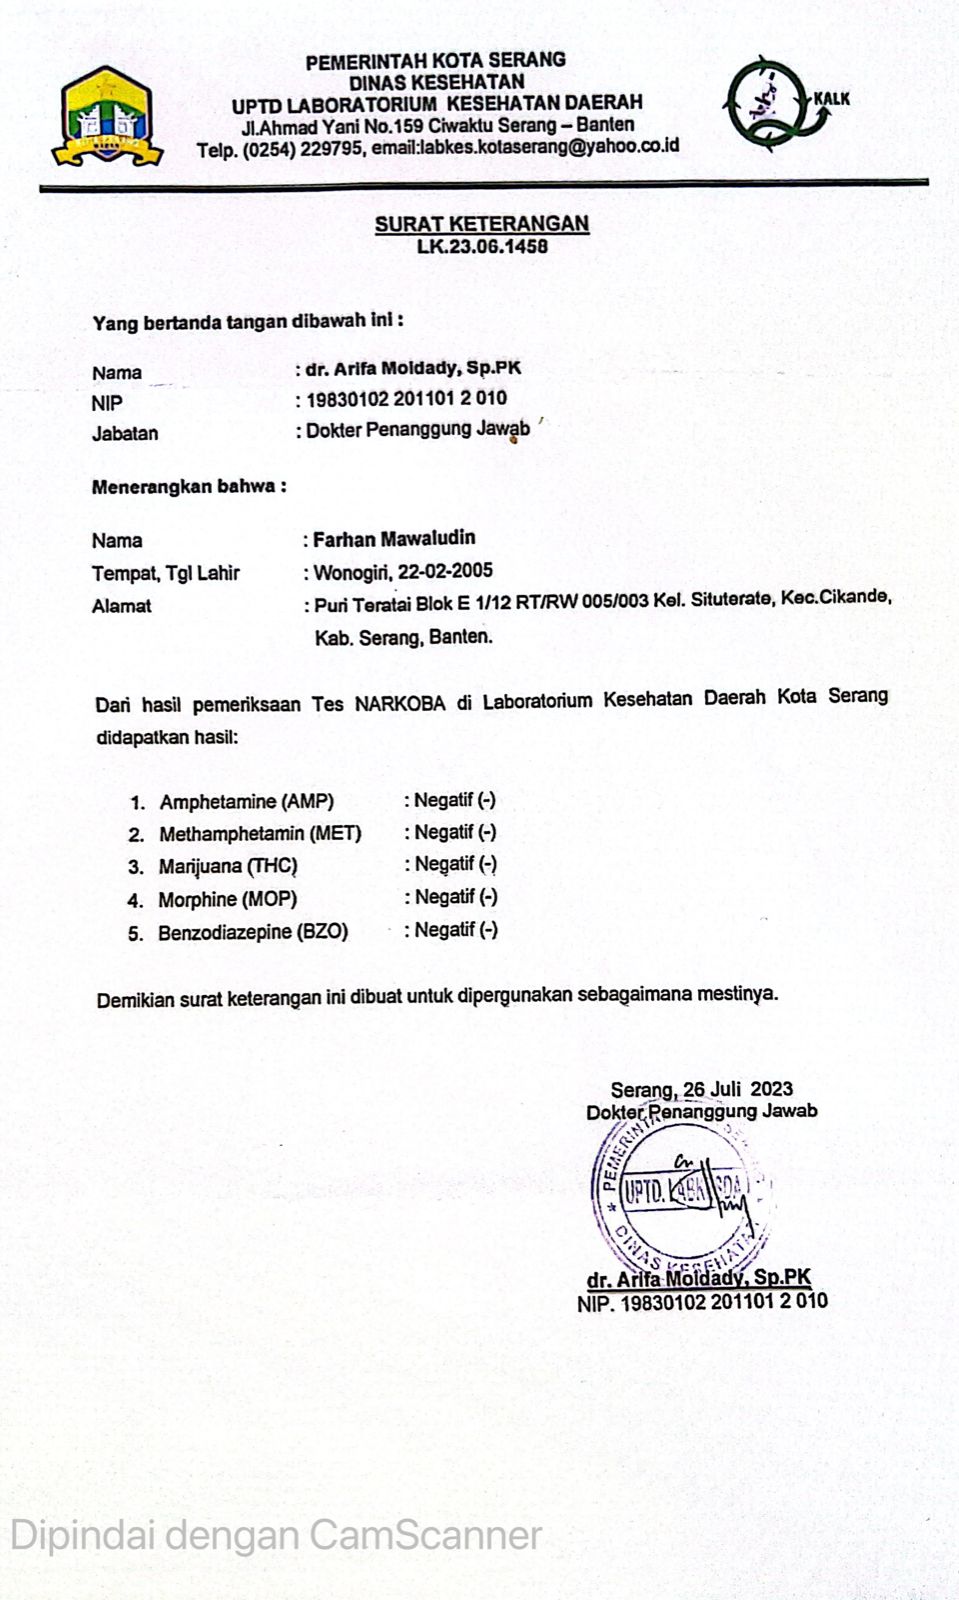 PEMERINTAH KOTA SERANG
DINAS KESEHATAN
UPTD LABORATORIUM KESEHATAN DAERAH
Jl.Ahmad Yani No.159 Ciwaktu Serang – Banten
Telp. (0254) 229795, email:labkes.kotaserang@yahoo.co.id
KALK
SURAT KETERANGAN
LK.23.06.1458
Yang bertanda tangan dibawah ini :
Nama : dr. Arifa Moidady, Sp.PK
NIP : 19830102 201101 2 010
Jabatan : Dokter Penanggung Jawab
Menerangkan bahwa :
Nama : Farhan Mawaludin
Tempat, Tgl Lahir : Wonogiri, 22-02-2005
Alamat : Puri Teratai Blok E 1/12 RT/RW 005/003 Kel. Situterate, Kec.Cikande,
Kab. Serang, Banten.
Dari hasil pemeriksaan Tes NARKOBA di Laboratorium Kesehatan Daerah Kota Serang
didapatkan hasil:
1. Amphetamine (AMP) : Negatif (-)
2. Methamphetamin (MET) : Negatif (-)
3. Marijuana (THC) : Negatif (-)
4. Morphine (MOP) : Negatif (-)
5. Benzodiazepine (BZO) : Negatif (-)
Demikian surat keterangan ini dibuat untuk dipergunakan sebagaimana mestinya.
Serang, 26 Juli 2023
Dokter Penanggung Jawab
UPTD.
DINAS KESEHATAN
dr. Arifa Moidady, Sp.PK
NIP. 19830102 201101 2 010
Dipindai dengan CamScanner